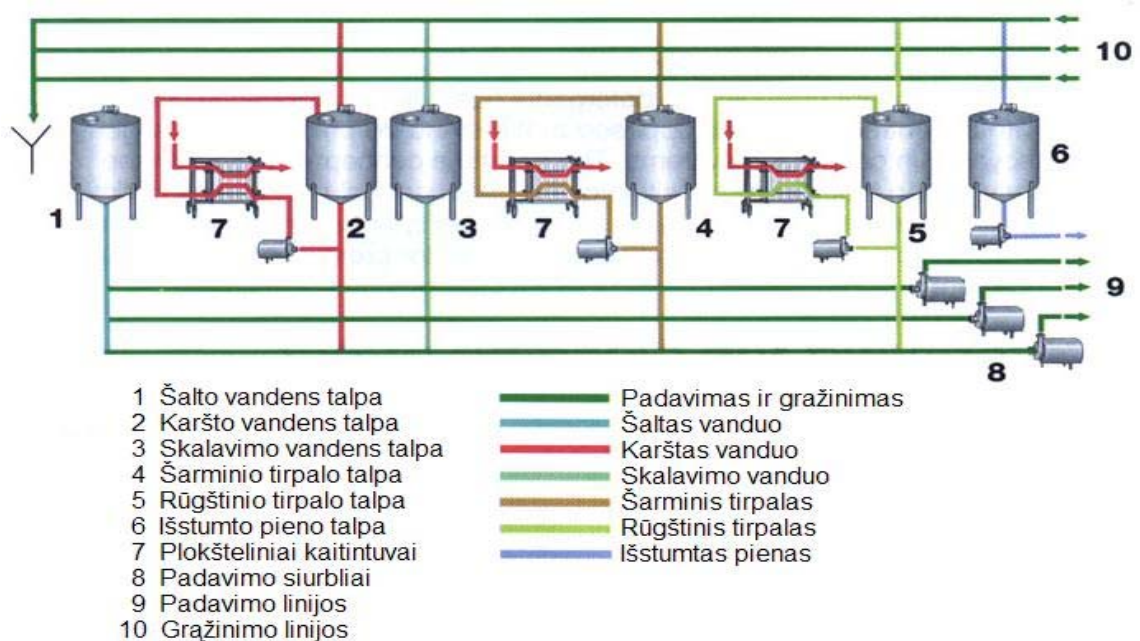 10
6
1
7
2
3
7
4
7
5
9
8
1 Šalto vandens talpa
2 Karšto vandens talpa
3 Skalavimo vandens talpa
4 Šarminio tirpalo talpa
5 Rūgštinio tirpalo talpa
6 Išstumto pieno talpa
7 Plokšteliniai kaitintuvai
8 Padavimo siurbliai
9 Padavimo linijos
10 Grąžinimo linijos
Padavimas ir gražinimas
Šaltas vanduo
Karštas vanduo
Skalavimo vanduo
Šarminis tirpalas
Rūgštinis tirpalas
Išstumtas pienas